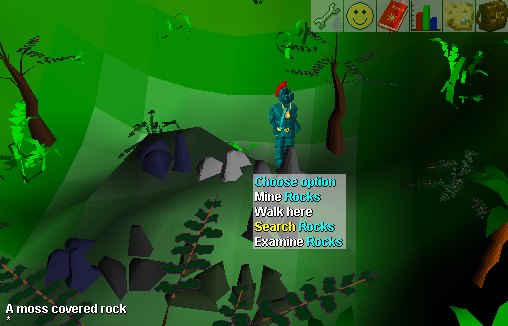 Choose option
Mine Rocks
Walk here
Search Rocks
Examine Rocks
A moss covered rock
*